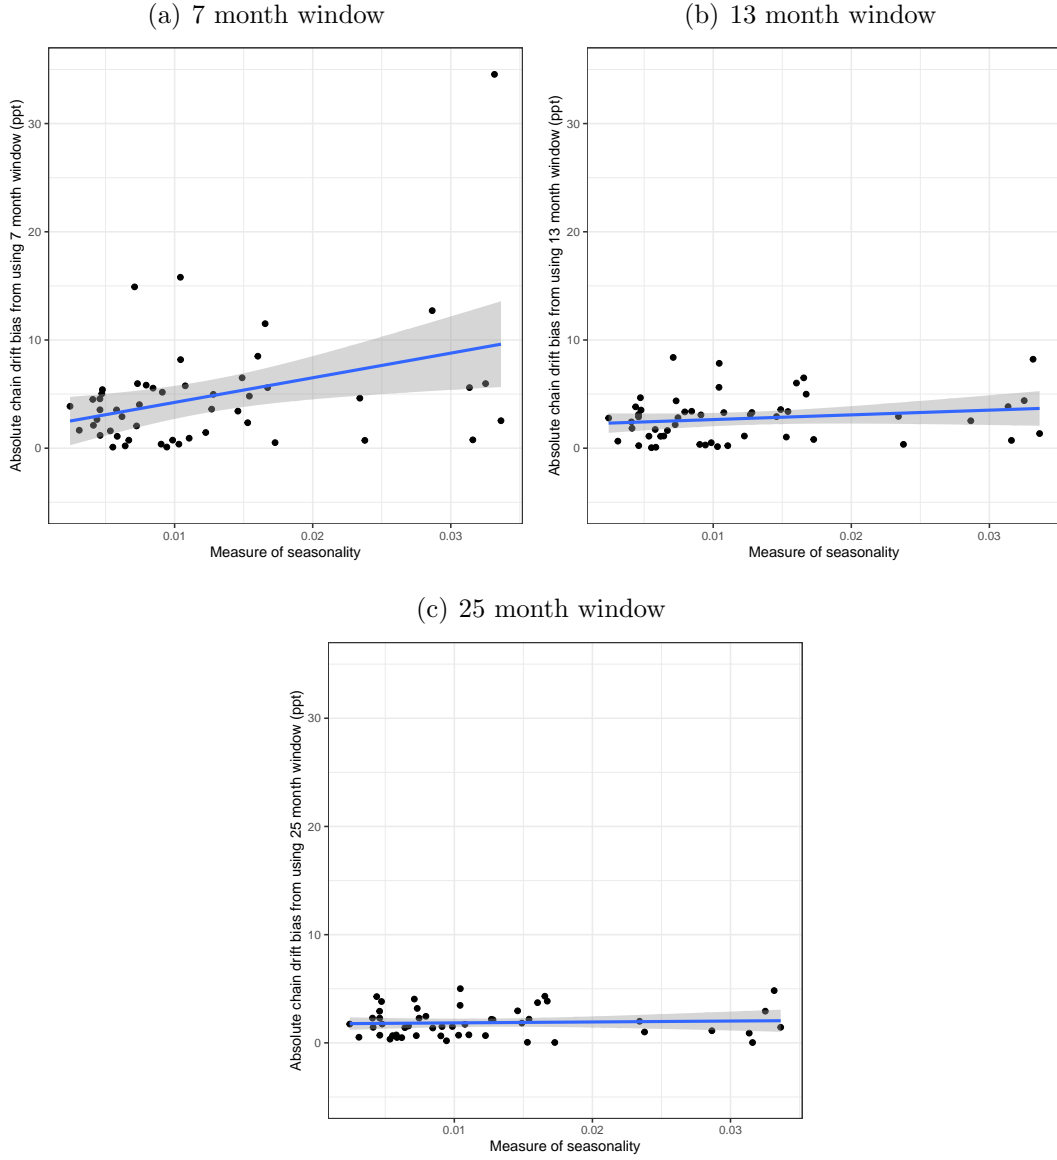 (a) 7 month window
(b) 13 month window
Absolute chain drift bias from using 7 month window (ppt)
30
20
10
0
0.01
0.02
0.03
Measure of seasonality
Absolute chain drift bias from using 13 month window (ppt)
30
20
10
0
0.01
0.02
0.03
Measure of seasonality
(c) 25 month window
Absolute chain drift bias from using 25 month window (ppt)
30
20
10
0
0.01
0.02
0.03
Measure of seasonality